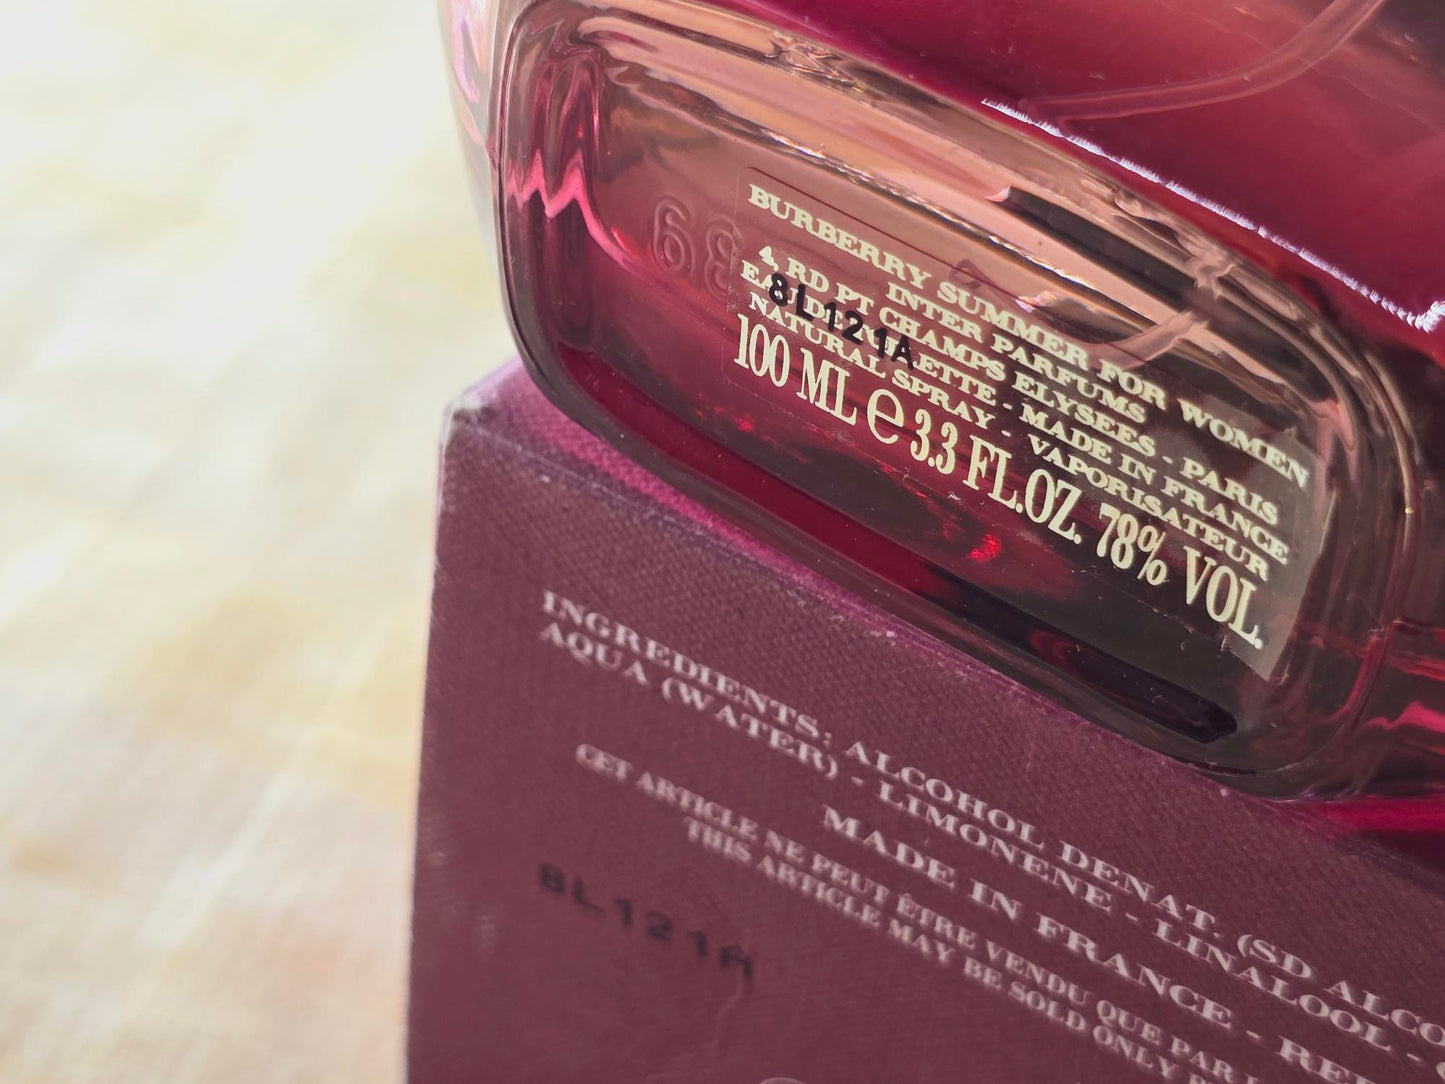 BURBERRY SUMMER FOR WOMEN
INTER PARFUMS
4, RD PT CHAMPS ELYSEES - PARIS
EAU DE TOILETTE - MADE IN FRANCE
NATURAL SPRAY - VAPORISATEUR
100 ML e 3.3 FL.OZ. 78% VOL.
8L121A
INGREDIENTS: ALCOHOL DENAT. (SD
AQUA (WATER) - LIMONENE - LINALOOL -
MADE IN FRANCE -
CET ARTICLE NE PEUT ÊTRE VENDU QUE PAR
THIS ARTICLE MAY BE SOLD ONLY
8L121A